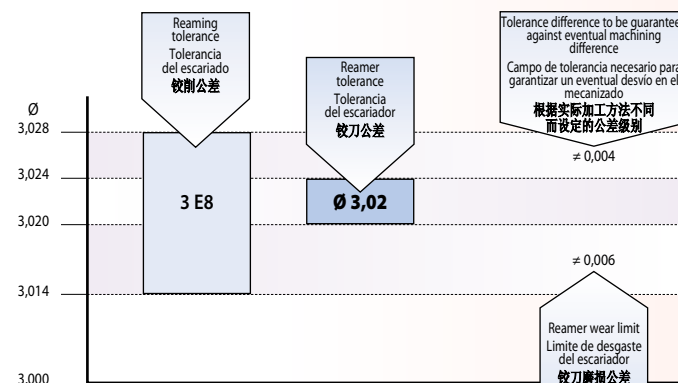 Reaming
tolerance
Tolerancia
del escariado
铰削公差
Reamer
tolerance
Tolerancia
del escariador
铰刀公差
Tolerance difference to be guarantee
against eventual machining
difference
Campo de tolerancia necesario para
garantizar un eventual desvío en el
mecanizado
根据实际加工方法不同
而设定的公差级别
Ø
3,028
≠ 0,004
3,024
3 E8
Ø 3,02
3,020
≠ 0,006
3,014
Reamer wear limit
Limite de desgaste
del escariador
铰刀磨损公差
3,000